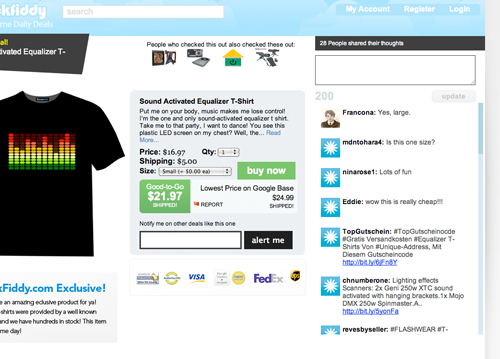 ckfiddy
me Daily Deals
search
My Account Register Login
al!
ctivated Equalizer T-
People who checked this out also checked these out:
Sound Activated Equalizer T-Shirt
Put me on your body, music makes me lose control!
I'm the one and only sound-activated equalizer t shirt.
Take me to that party, I want to dance! You see this
plastic LED screen on my chest? Well, the... Read
More...
Price: $16.97 Qty: 1
Shipping: $5.00
Size: Small (+ $0.00 ea)
buy now
Good-to-Go
$21.97
SHIPPED!
Lowest Price on Google Base
$24.99
REPORT
SHIPPED!
Notify me on other deals like this one
alert me
VISA
FedEx
ups
kFiddy.com Exclusive!
e an amazing edusive product for ya!
-shirts were provided by a well known
and we have hundreds in stock! This item
me day!
28 People shared their thoughts
200
update
Francona: Yes, large.
mdntohara4: Is this one size?
ninarose1: Lots of fun!
Eddie: wow this is really cheap!!!
TopGutschein: #TopGutscheinocde
#Gratis Versandkosten #Equalizer T-
Shirts Von #Unique-Address, Mit
Diesem Gutscheincode
http://bit.ly/6jFn8Y
chnumberone: Lighting effects
Scanners: 2x Geni 250w XTC sound
activated with hanging brackets.1x Mojo
DMX 250w Spinmaster.A..
http://bit.ly/5yonFa
revesbyseller: #FLASHWEAR #T-